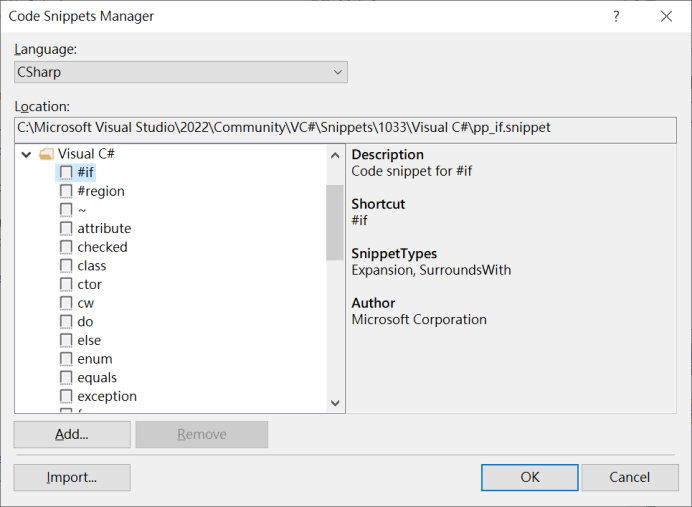 Code Snippets Manager
?
Language:
CSharp
Location:
C:\Microsoft Visual Studio\2022\Community\VC#\Snippets\1033\Visual C#\pp_if.snippet
Visual C#
#if
#region
~
attribute
checked
class
ctor
cw
do
else
enum
equals
exception
Description
Code snippet for #if
Shortcut
#if
SnippetTypes
Expansion, SurroundsWith
Author
Microsoft Corporation
Add...
Remove
Import...
OK
Cancel